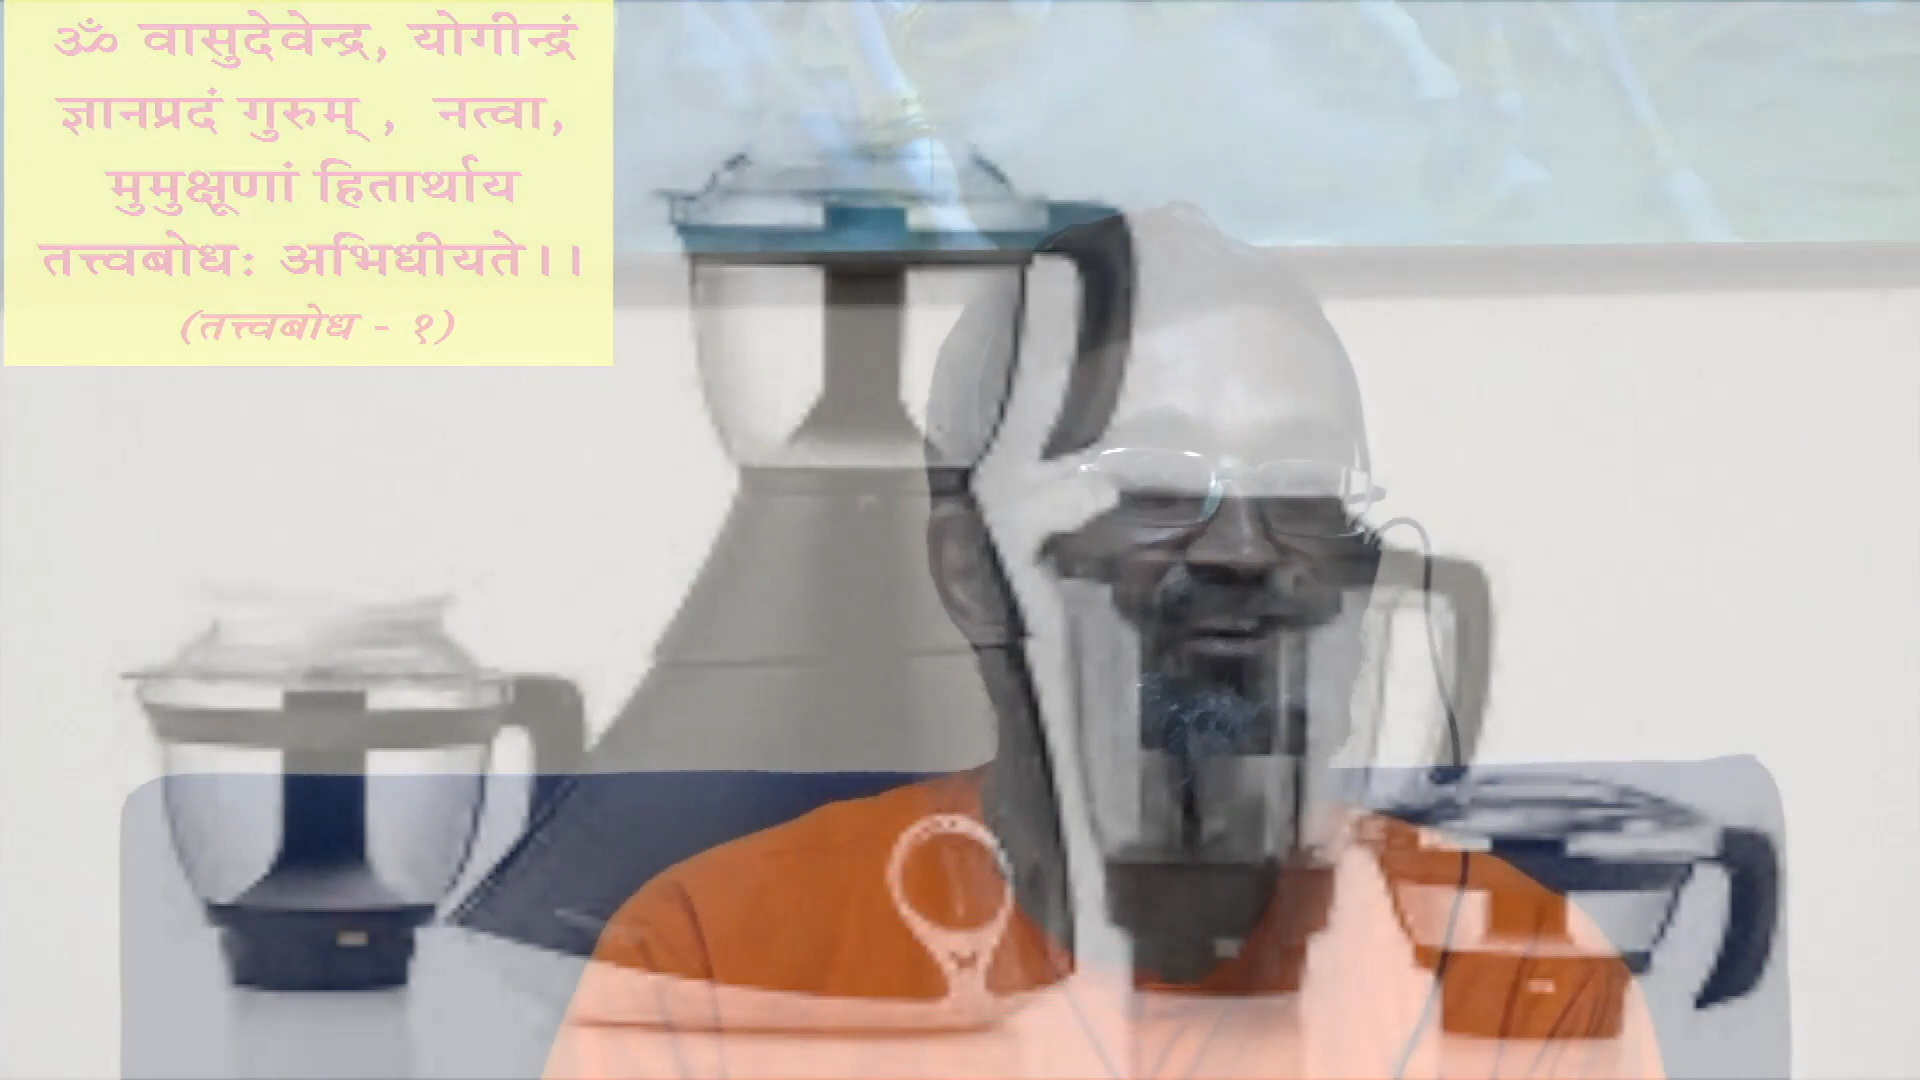 ॐ वासुदेवेन्द्र, योगीन्द्रं
ज्ञानप्रदं गुरुम् , नत्वा,
मुमुक्षूणां हितार्थाय
तत्त्वबोधः अभिधीयते।।
(तत्त्वबोध - १)